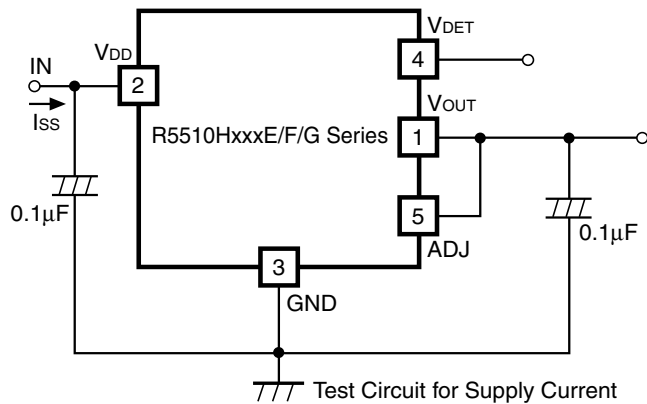 VDET
VDD
4
IN
2
VOUT
ISS
R5510HxxxE/F/G Series
1
0.1µF
5
0.1µF
ADJ
3
GND
Test Circuit for Supply Current